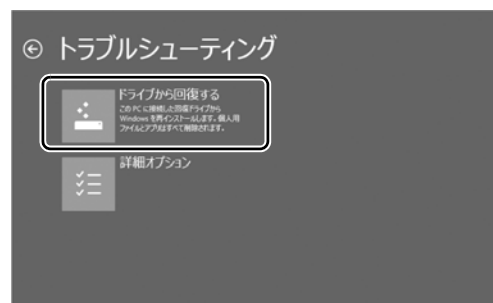 トラブルシューティング
ドライブから回復する
この PC に接続した回復ドライブから
Windows を再インストールします。個人用
ファイルとアプリはすべて削除されます。
詳細オプション